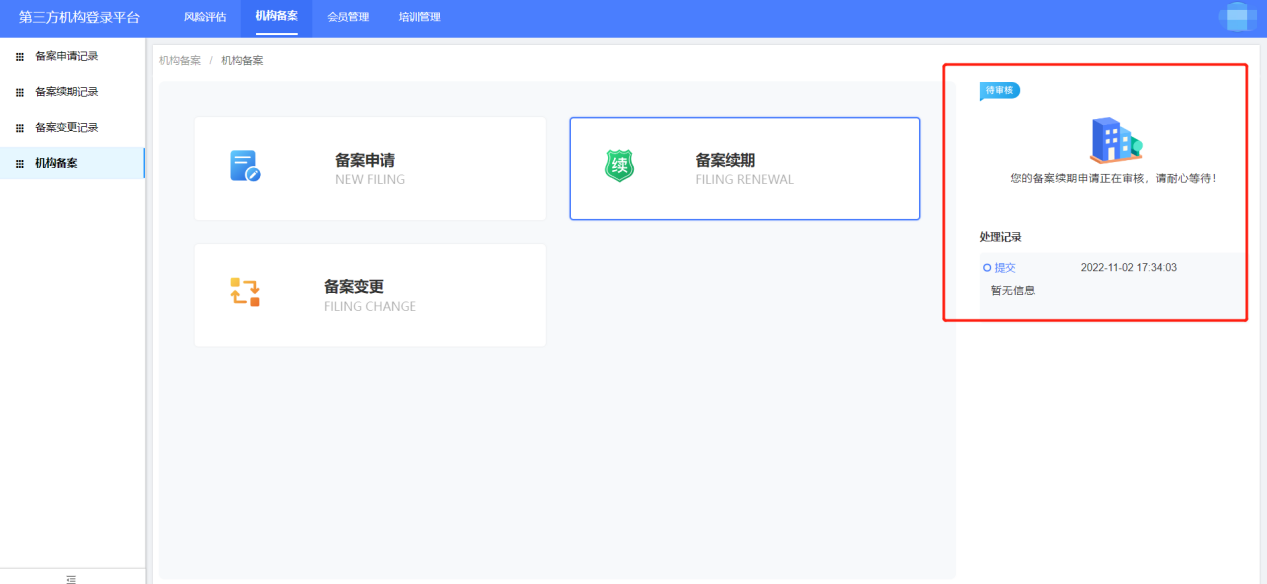 第三方机构登录平台 风险评估 机构备案 会员管理 培训管理
备案申请记录
备案续期记录
备案变更记录
机构备案
机构备案 / 机构备案
备案申请
NEW FILING
续
备案续期
FILING RENEWAL
备案变更
FILING CHANGE
待审核
您的备案续期申请正在审核，请耐心等待！
处理记录
提交 2022-11-02 17:34:03
暂无信息